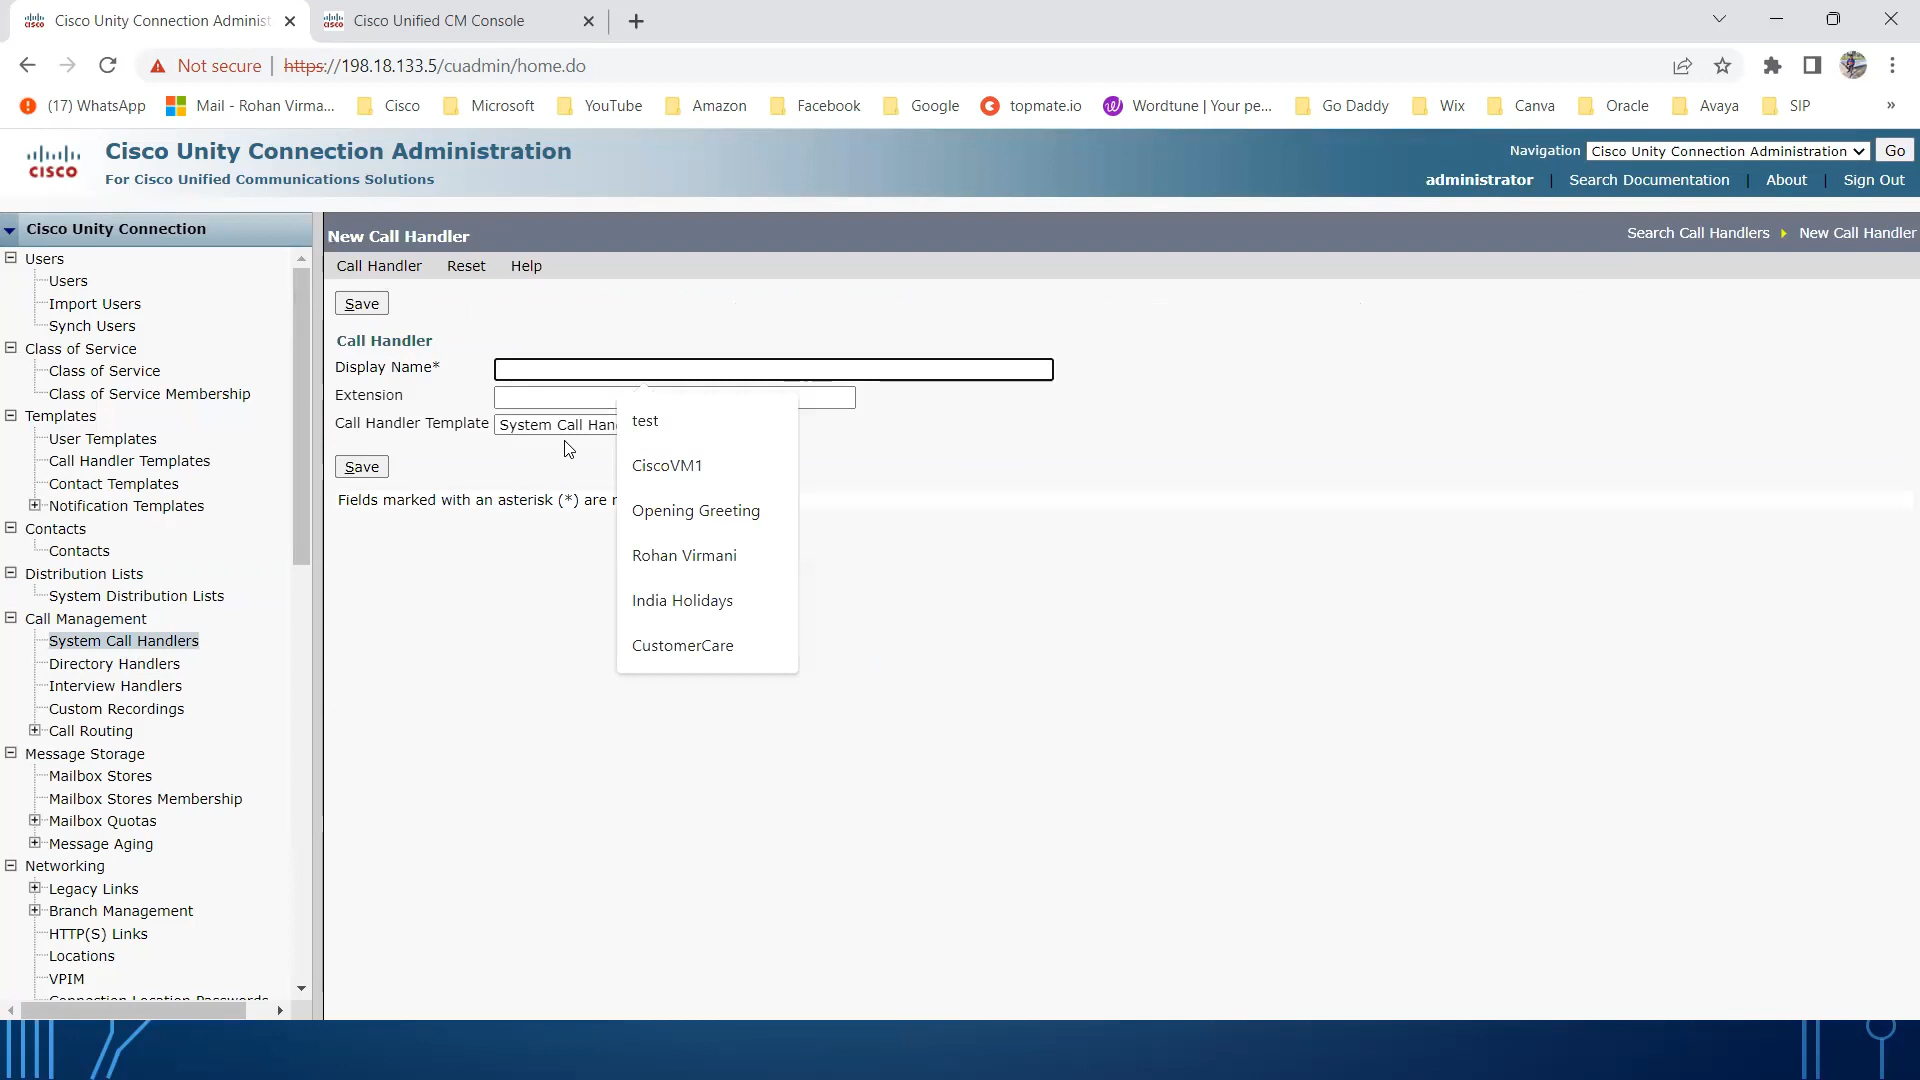 Cisco Unity Connection Administ
Cisco Unified CM Console
Not secure | https://198.18.133.5/cuadmin/home.do
(17) WhatsApp
Mail - Rohan Virma...
Cisco
Microsoft
YouTube
Amazon
Facebook
Google
topmate.io
Wordtune | Your pe...
Go Daddy
Wix
Canva
Oracle
Avaya
SIP
»
CISCO
Cisco Unity Connection Administration
For Cisco Unified Communications Solutions
Navigation Cisco Unity Connection Administration Go
administrator | Search Documentation | About | Sign Out
Cisco Unity Connection
Users
Users
Import Users
Synch Users
Class of Service
Class of Service
Class of Service Membership
Templates
User Templates
Call Handler Templates
Contact Templates
Notification Templates
Contacts
Contacts
Distribution Lists
System Distribution Lists
Call Management
System Call Handlers
Directory Handlers
Interview Handlers
Custom Recordings
Call Routing
Message Storage
Mailbox Stores
Mailbox Stores Membership
Mailbox Quotas
Message Aging
Networking
Legacy Links
Branch Management
HTTP(S) Links
Locations
VPIM
Connection Location Passwords
New Call Handler
Search Call Handlers
New Call Handler
Call Handler Reset Help
Save
Call Handler
Display Name*
Extension
Call Handler Template System Call Han
Save
Fields marked with an asterisk (*) are
test
CiscoVM1
Opening Greeting
Rohan Virmani
India Holidays
CustomerCare